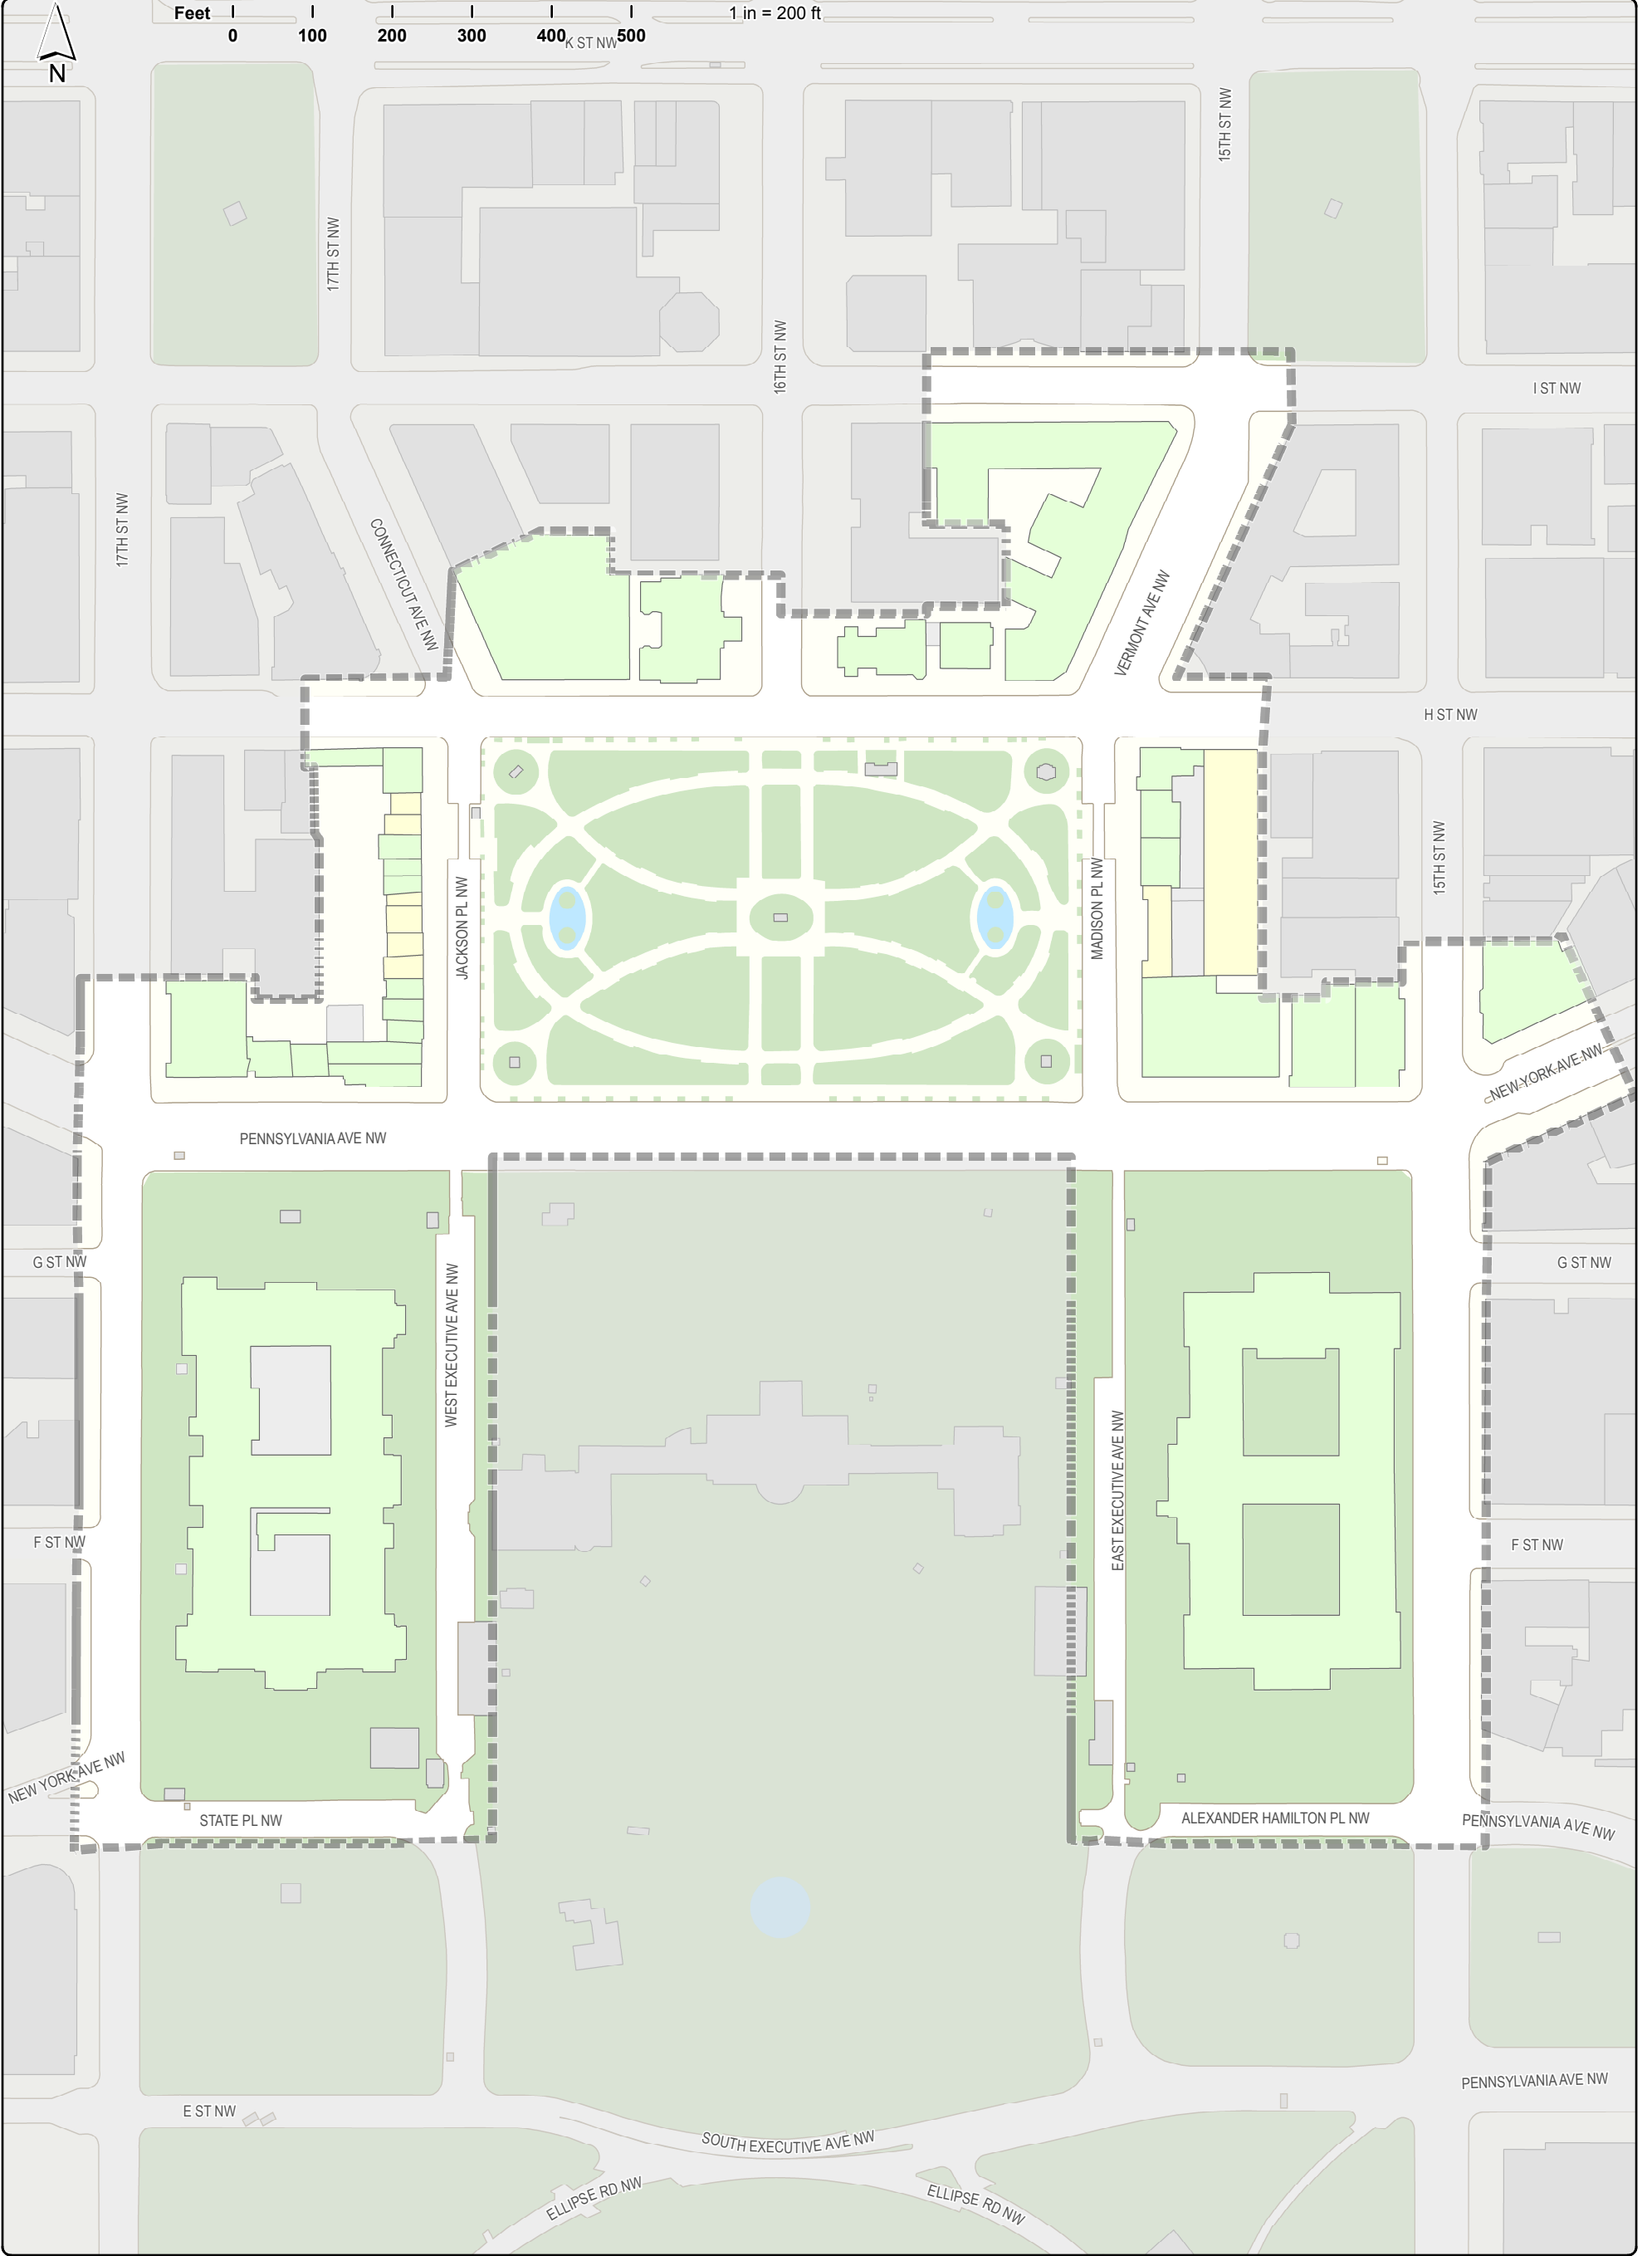 Feet
1 in = 200 ft
0 100 200 300 400 500
K ST NW
N
15TH ST NW
17TH ST NW
16TH ST NW
I ST NW
17TH ST NW
CONNECTICUT AVE NW
VERMONT AVE NW
H ST NW
15TH ST NW
JACKSON PL NW
MADISON PL NW
NEW YORK AVE NW
PENNSYLVANIA AVE NW
G ST NW
G ST NW
WEST EXECUTIVE AVE NW
EAST EXECUTIVE AVE NW
F ST NW
F ST NW
NEW YORK AVE NW
STATE PL NW
ALEXANDER HAMILTON PL NW
PENNSYLVANIA AVE NW
PENNSYLVANIA AVE NW
E ST NW
SOUTH EXECUTIVE AVE NW
ELLIPSE RD NW
ELLIPSE RD NW